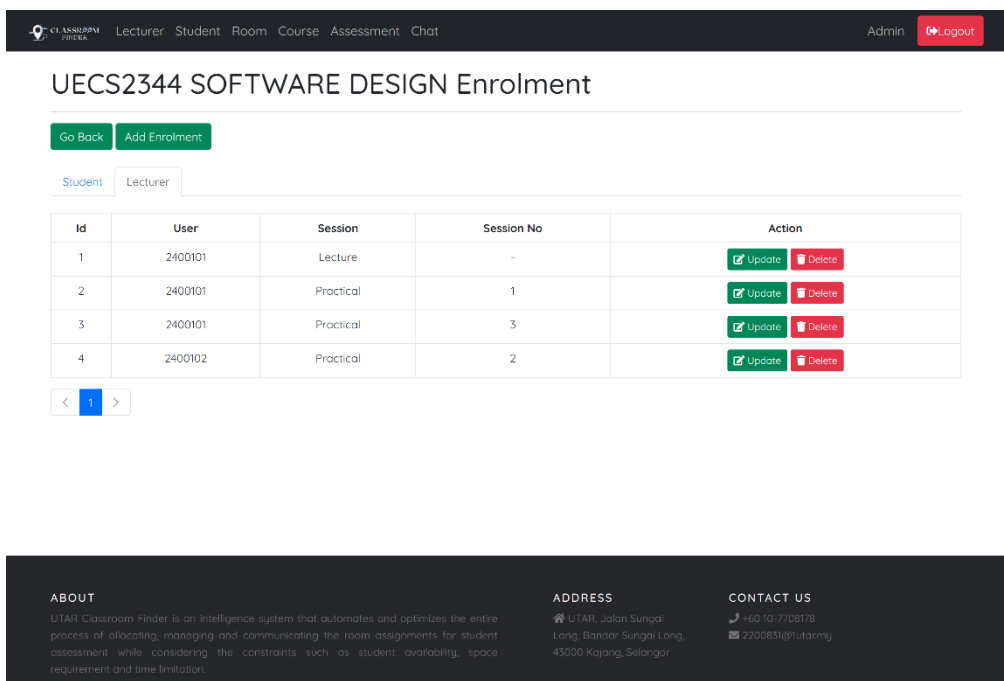 CLASSROOM FINDER Lecturer Student Room Course Assessment Chat Admin Logout
UECS2344 SOFTWARE DESIGN Enrolment
Go Back Add Enrolment
Student Lecturer
Id User Session Session No Action
1 2400101 Lecture - Update Delete
2 2400101 Practical 1 Update Delete
3 2400101 Practical 3 Update Delete
4 2400102 Practical 2 Update Delete
< 1 >
ABOUT
UTAR Classroom Finder is an intelligence system that automates and optimizes the entire
process of allocating, managing and communicating the room assignments for student
assessment while considering the constraints such as student availability, space
requirement and time limitation.
ADDRESS
UTAR, Jalan Sungai
Long, Bandar Sungai Long,
43000 Kajang, Selangor
CONTACT US
+60 10-7708178
2200831@1utar.my